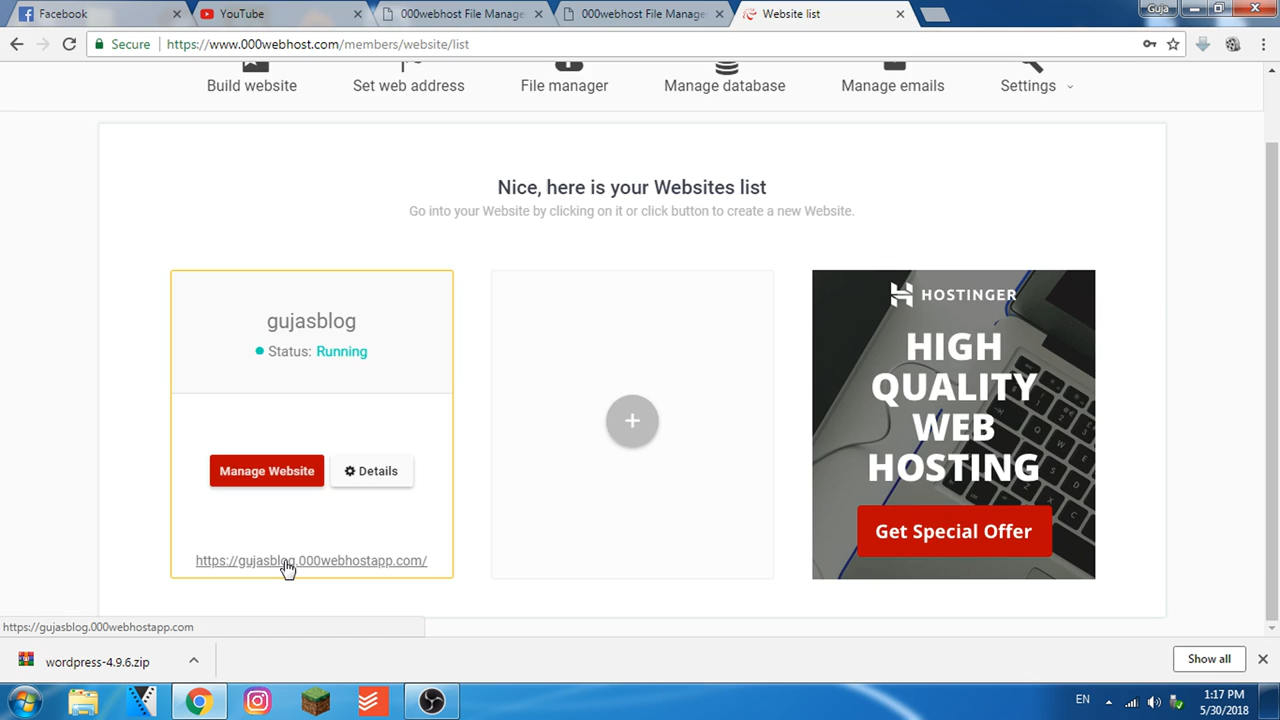 Facebook
YouTube
000webhost File Manage
000webhost File Manage
Website list
Guja
Secure
https://www.000webhost.com/members/website/list
Build website
Set web address
File manager
Manage database
Manage emails
Settings
Nice, here is your Websites list
Go into your Website by clicking on it or click button to create a new Website.
gujasblog
Status: Running
Manage Website
Details
https://gujasblog.000webhostapp.com/
HOSTINGER
HIGH
QUALITY
WEB
HOSTING
Get Special Offer
https://gujasblog.000webhostapp.com
wordpress-4.9.6.zip
Show all
EN
1:17 PM
5/30/2018